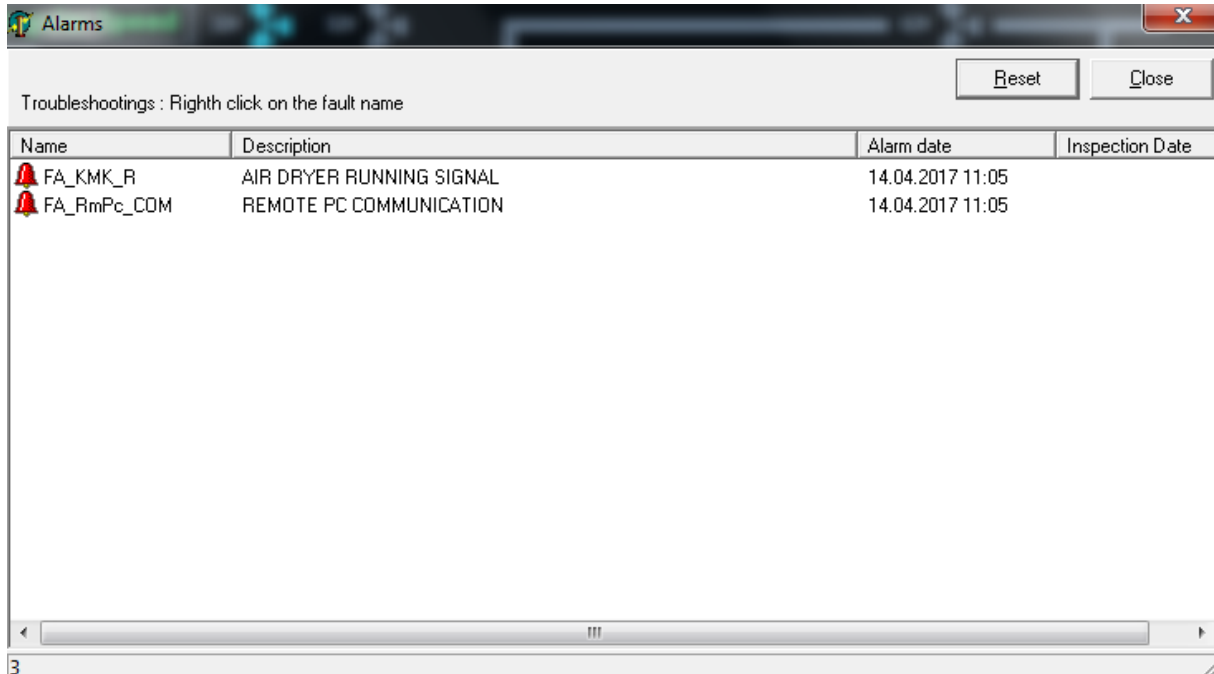 Alarms
Reset Close
Troubleshootings : Righth click on the fault name
Name Description Alarm date Inspection Date
FA_KMK_R AIR DRYER RUNNING SIGNAL 14.04.2017 11:05
FA_RmPc_COM REMOTE PC COMMUNICATION 14.04.2017 11:05
3